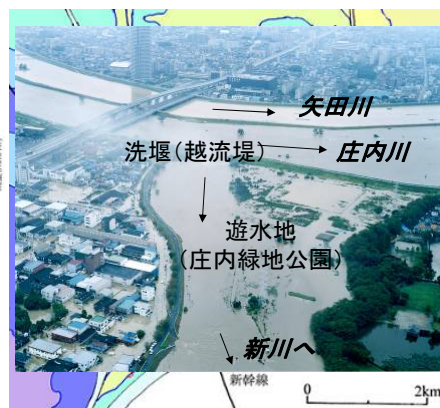 矢田川
洗堰(越流堤)
庄内川
遊水地
(庄内緑地公園)
新川へ
新幹線
0 2km